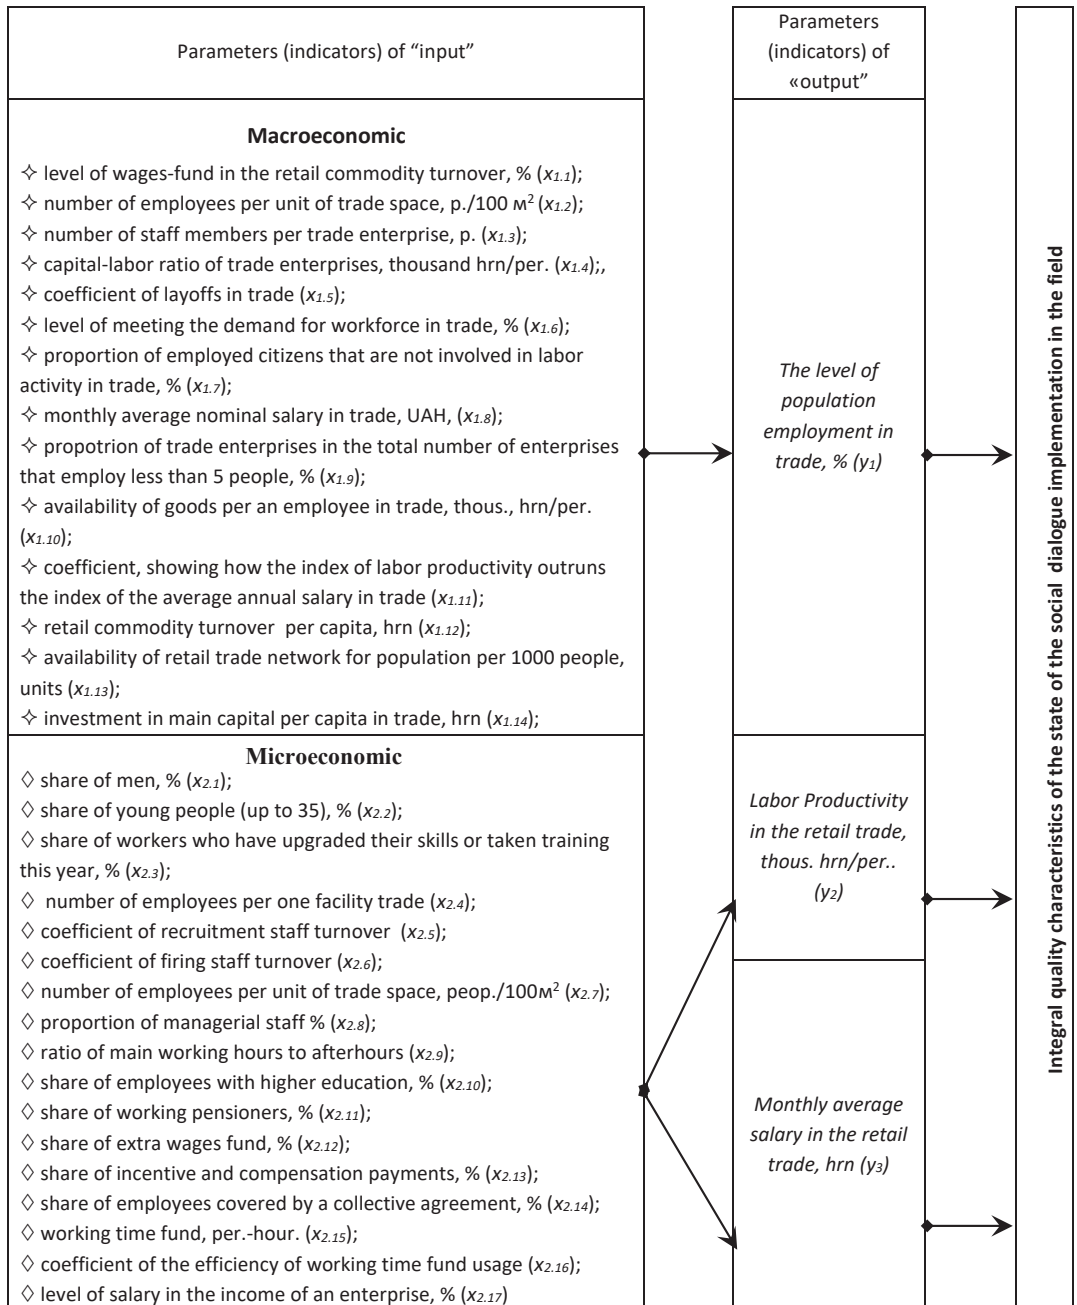 Parameters (indicators) of “input”
Parameters
(indicators) of
«output”
Macroeconomic
✧ level of wages-fund in the retail commodity turnover, % (x1.1);
✧ number of employees per unit of trade space, p./100 м² (x1.2);
✧ number of staff members per trade enterprise, p. (x1.3);
✧ capital-labor ratio of trade enterprises, thousand hrn/per. (x1.4);,
✧ coefficient of layoffs in trade (x1.5);
✧ level of meeting the demand for workforce in trade, % (x1.6);
✧ proportion of employed citizens that are not involved in labor
activity in trade, % (x1.7);
✧ monthly average nominal salary in trade, UAH, (x1.8);
✧ propotrion of trade enterprises in the total number of enterprises
that employ less than 5 people, % (x1.9);
✧ availability of goods per an employee in trade, thous., hrn/per.
(x1.10);
✧ coefficient, showing how the index of labor productivity outruns
the index of the average annual salary in trade (x1.11);
✧ retail commodity turnover per capita, hrn (x1.12);
✧ availability of retail trade network for population per 1000 people,
units (x1.13);
✧ investment in main capital per capita in trade, hrn (x1.14);
The level of
population
employment in
trade, % (y1)
Microeconomic
◊ share of men, % (x2.1);
◊ share of young people (up to 35), % (x2.2);
◊ share of workers who have upgraded their skills or taken training
this year, % (x2.3);
◊ number of employees per one facility trade (x2.4);
◊ coefficient of recruitment staff turnover (x2.5);
◊ coefficient of firing staff turnover (x2.6);
◊ number of employees per unit of trade space, peop./100м² (x2.7);
◊ proportion of managerial staff % (x2.8);
◊ ratio of main working hours to afterhours (x2.9);
◊ share of employees with higher education, % (x2.10);
◊ share of working pensioners, % (x2.11);
◊ share of extra wages fund, % (x2.12);
◊ share of incentive and compensation payments, % (x2.13);
◊ share of employees covered by a collective agreement, % (x2.14);
◊ working time fund, per.-hour. (x2.15);
◊ coefficient of the efficiency of working time fund usage (x2.16);
◊ level of salary in the income of an enterprise, % (x2.17)
Labor Productivity
in the retail trade,
thous. hrn/per..
(y2)
Monthly average
salary in the retail
trade, hrn (y3)
Integral quality characteristics of the state of the social dialogue implementation in the field